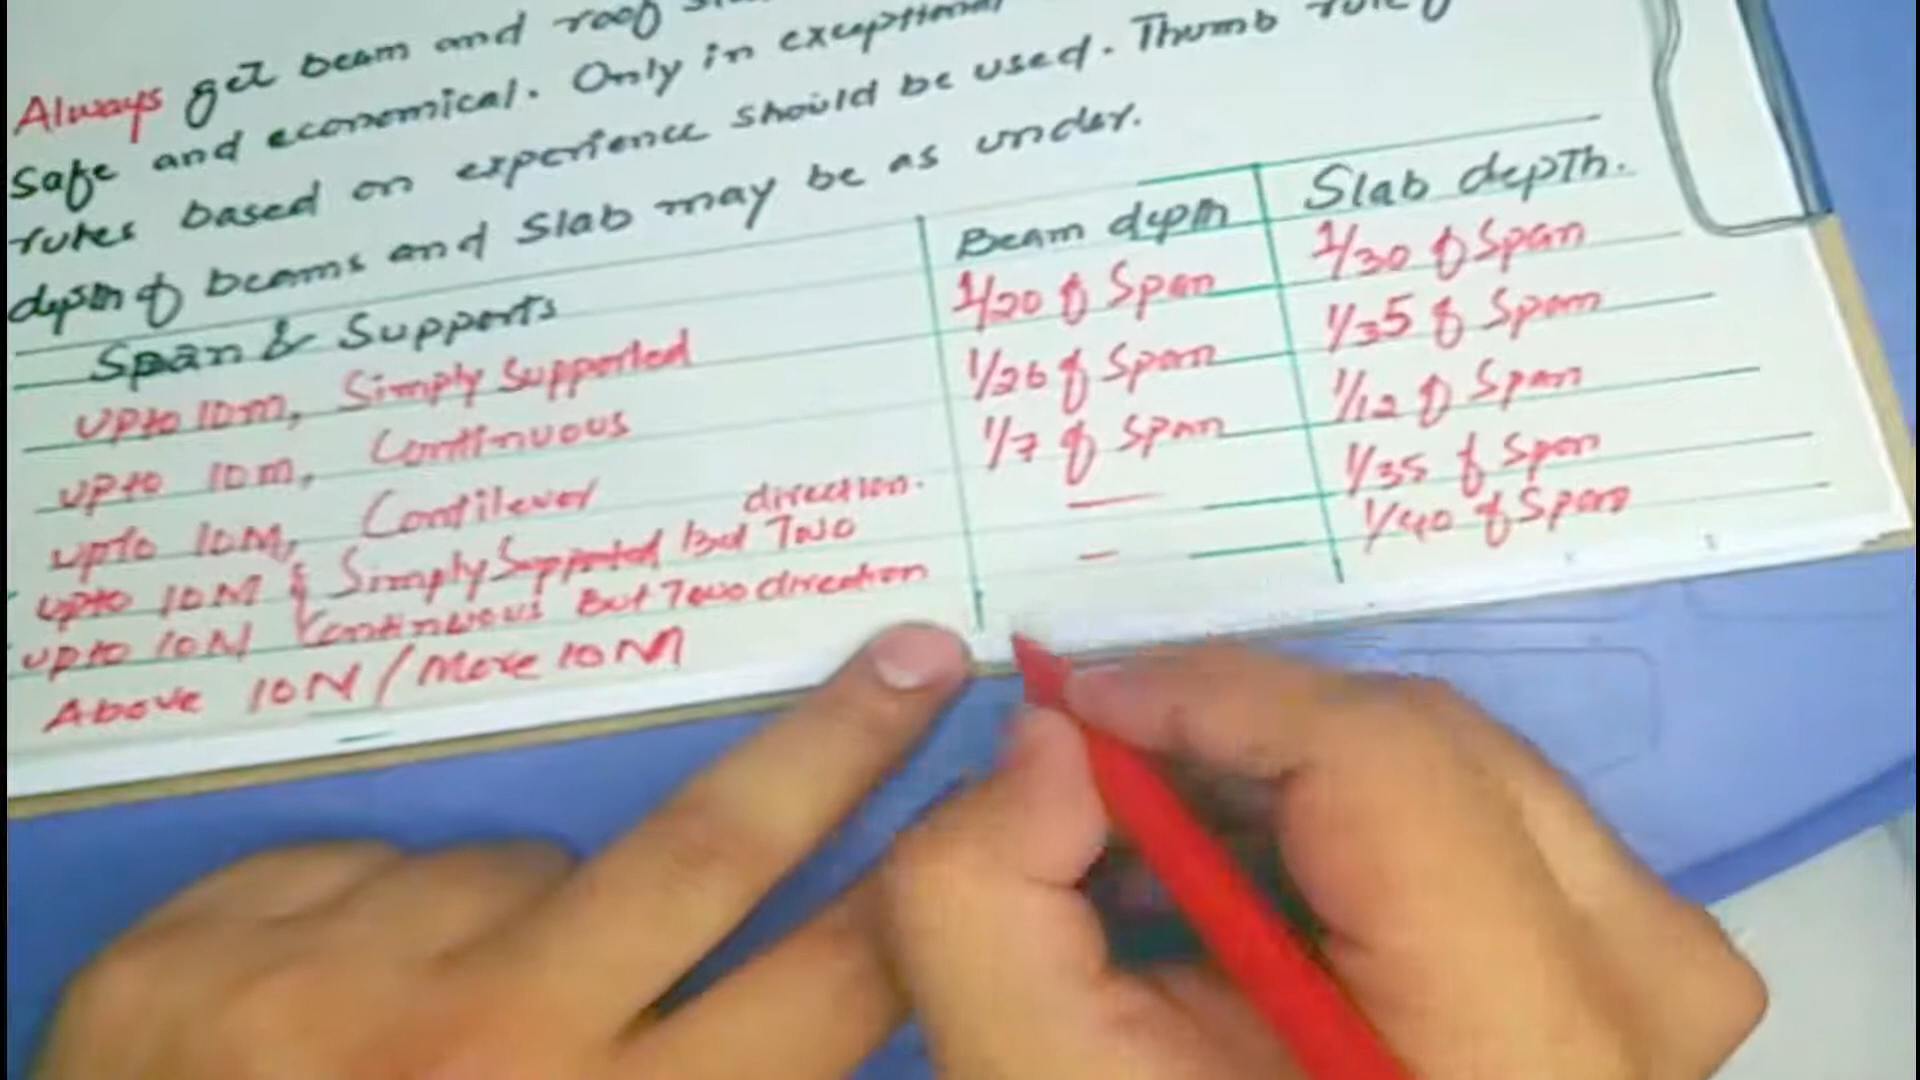 Always get beam and roof
safe and economical. Only in exceptional
rules based on experience should be used. Thumb rule of
depth of beams and Slab may be as under.
Span & Supports Beam depth Slab depth.
upto 10m, Simply Supported 1/20 of Span 1/30 of Span
upto 10m, Continuous 1/26 of Span 1/35 of Span
upto 10M, Cantilever 1/7 of Span 1/12 of Span
upto 10M & Simply Supported But Two direction. — 1/35 of Span
upto 10M Continuous But Two direction — 1/40 of Span
Above 10M / More 10M